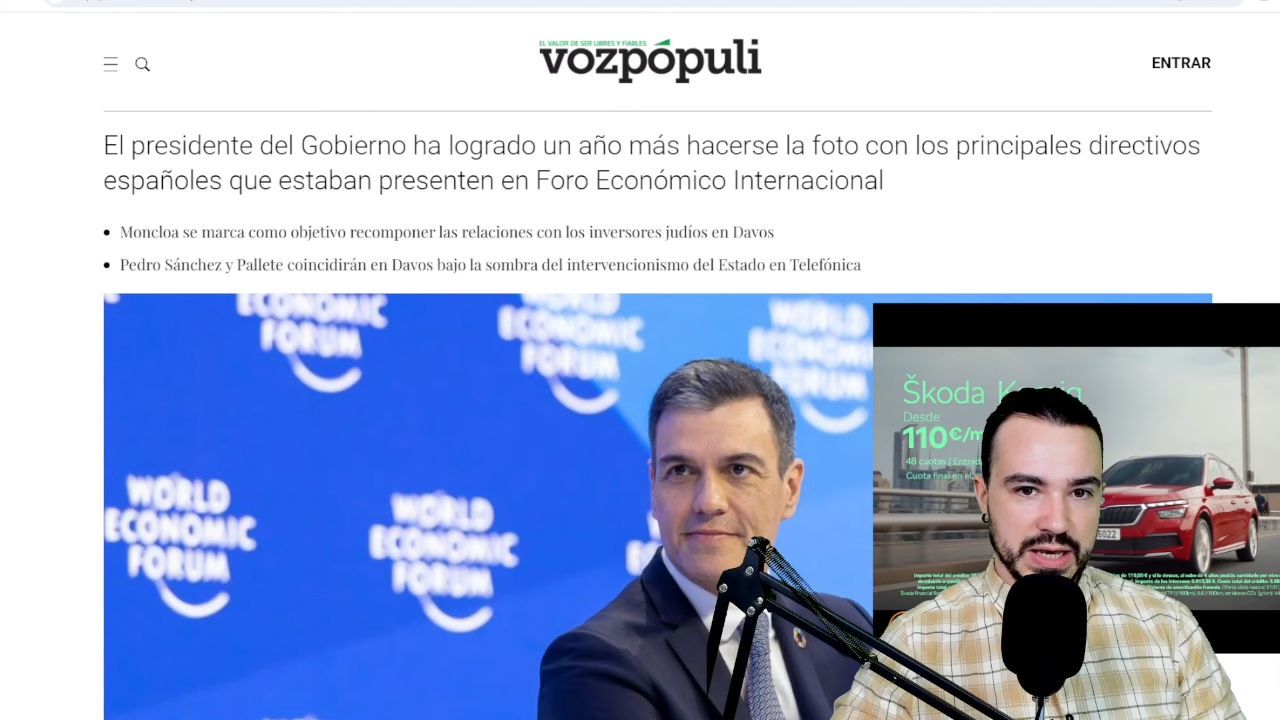 EL VALOR DE SER LIBRES Y FIABLES
vozpópuli
ENTRAR
El presidente del Gobierno ha logrado un año más hacerse la foto con los principales directivos
españoles que estaban presenten en Foro Económico Internacional
Moncloa se marca como objetivo recomponer las relaciones con los inversores judíos en Davos
Pedro Sánchez y Pallete coincidirán en Davos bajo la sombra del intervencionismo del Estado en Telefónica
ECONOMIC
FORUM
ECONOMIC
FORUM
WORLD
ECONOMIC
FORUM
WORLD
ECONOMIC
FORUM
WORLD
ECONOMIC
FORUM
Škoda
Desde
110€/m
48 cuotas | Entrad
Cuota final en